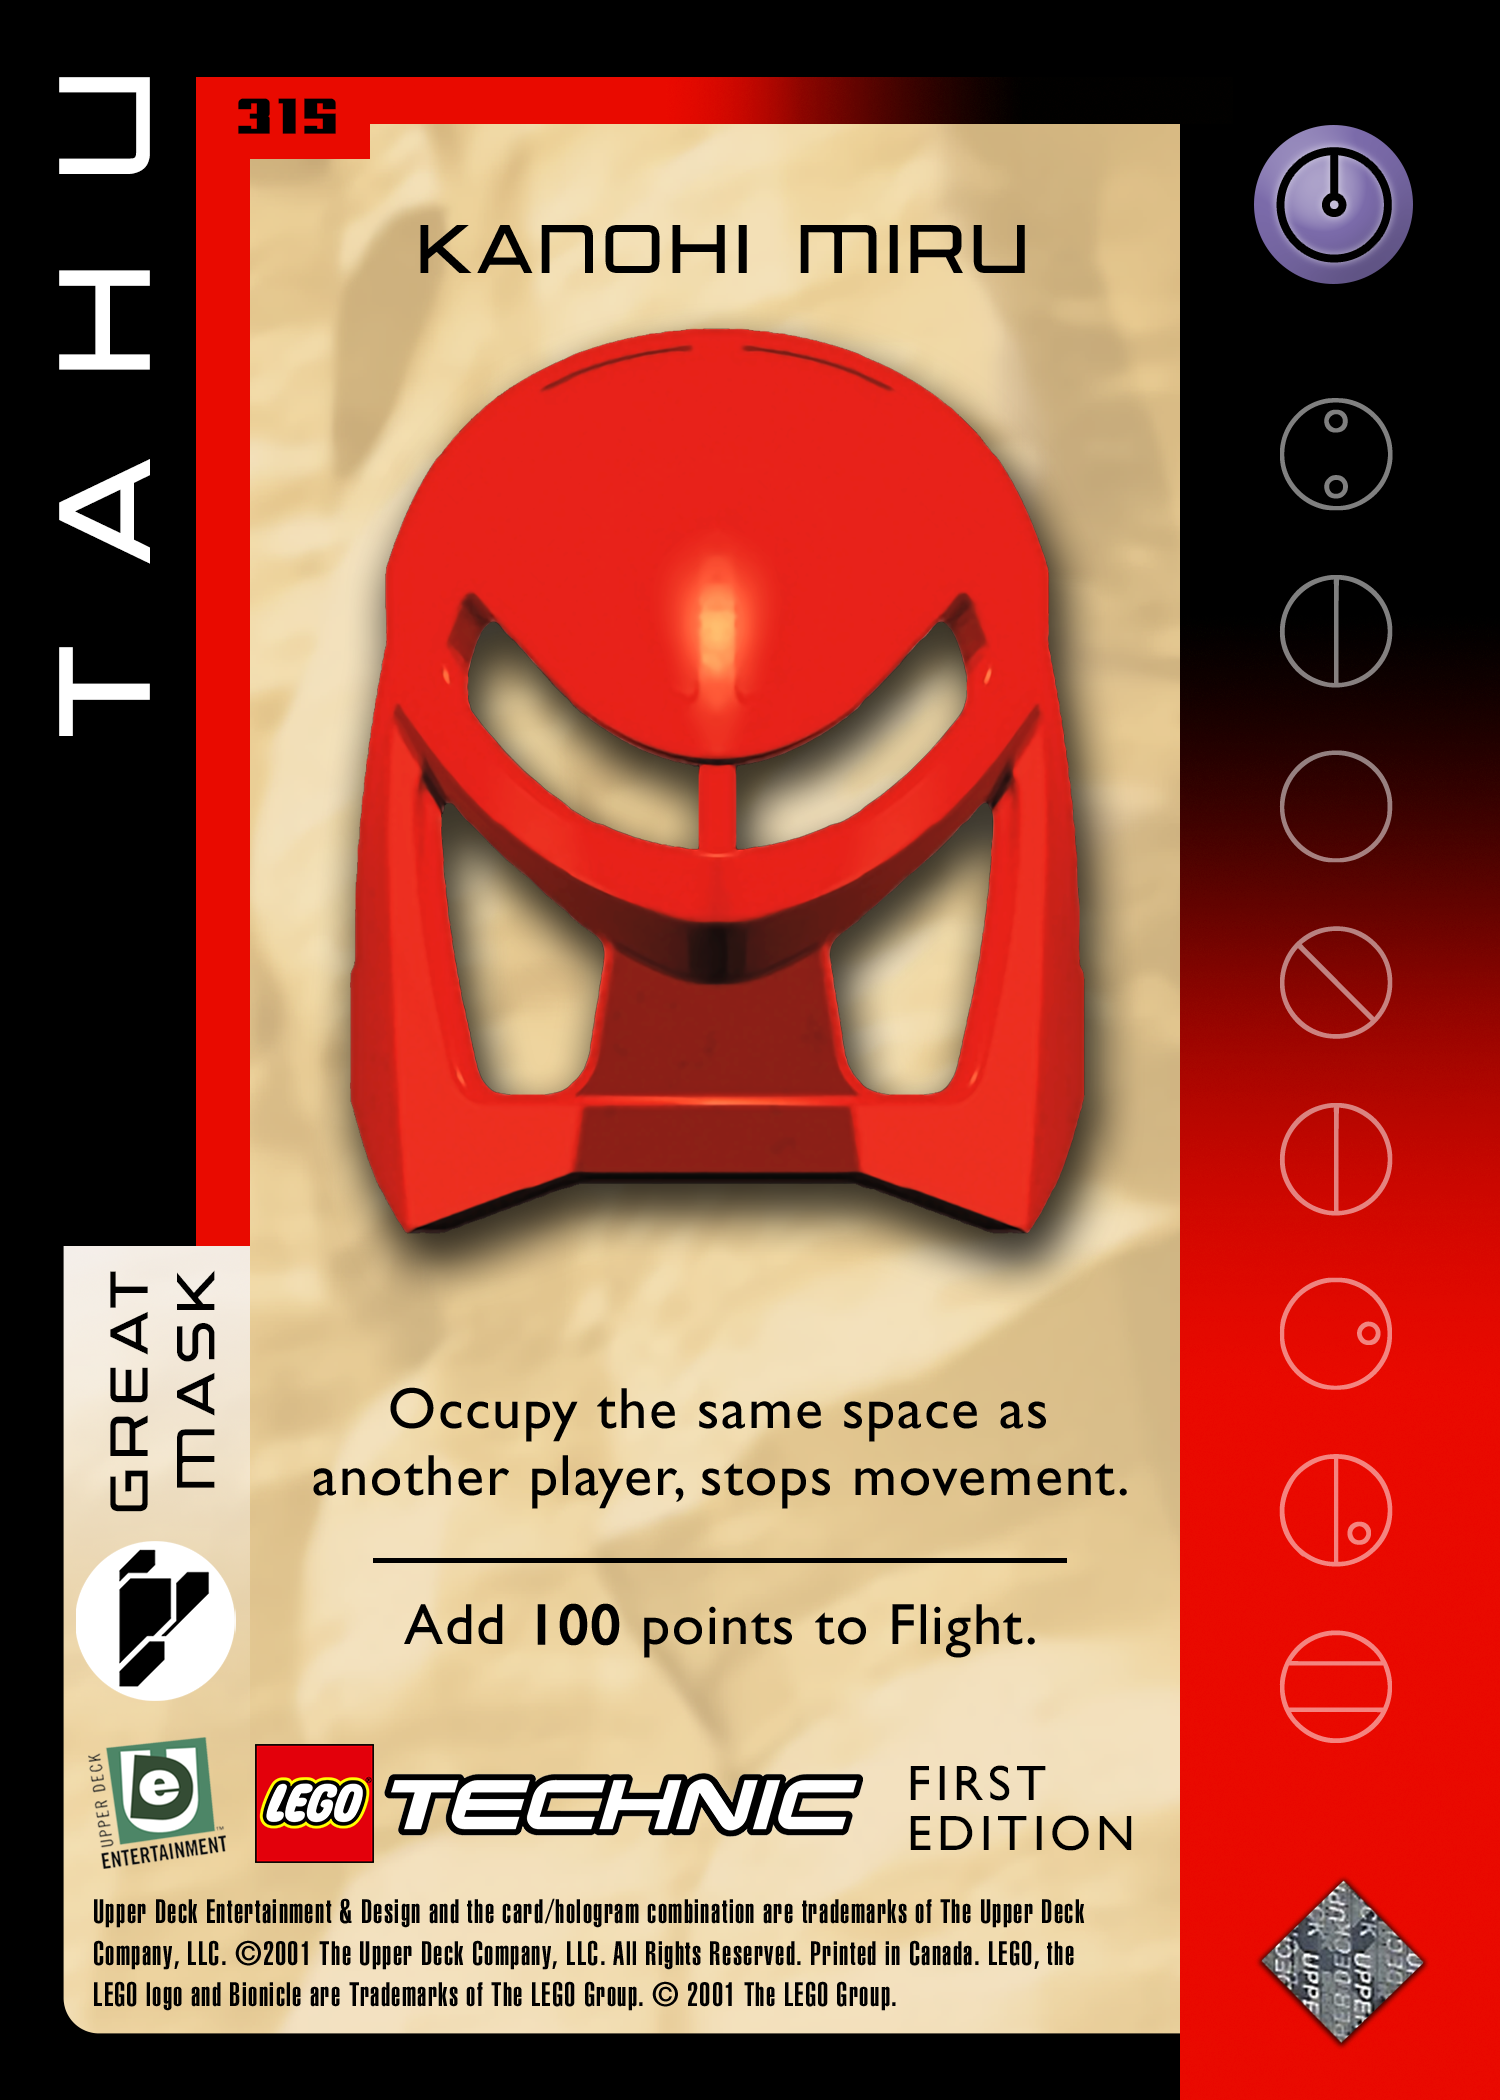 TAHU
315
KANOHI MIRU
GREAT
MASK
Occupy the same space as
another player, stops movement.
Add 100 points to Flight.
UPPER DECK
ENTERTAINMENT
LEGO TECHNIC
FIRST
EDITION
Upper Deck Entertainment & Design and the card/hologram combination are trademarks of The Upper Deck
Company, LLC. ©2001 The Upper Deck Company, LLC. All Rights Reserved. Printed in Canada. LEGO, the
LEGO logo and Bionicle are Trademarks of The LEGO Group. © 2001 The LEGO Group.